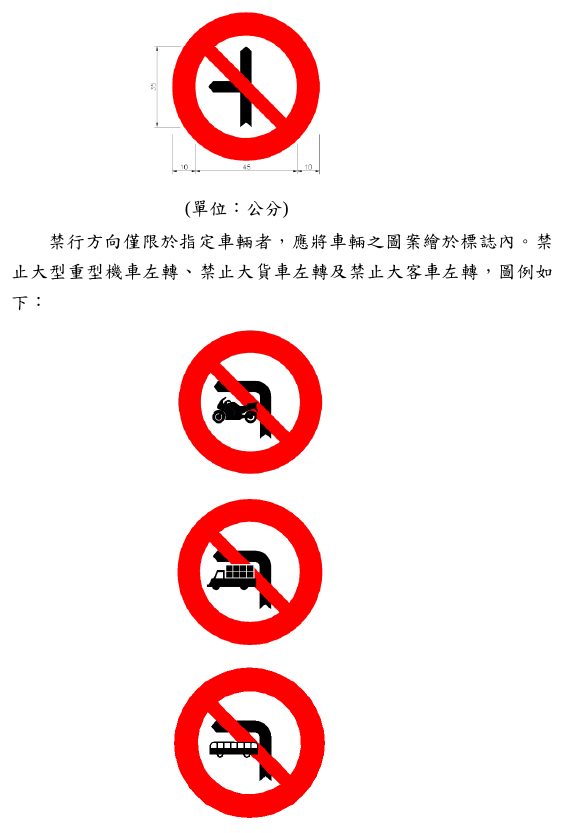 35
10 45 10
(單位：公分)
禁行方向僅限於指定車輛者，應將車輛之圖案繪於標誌內。禁
止大型重型機車左轉、禁止大貨車左轉及禁止大客車左轉，圖例如
下：